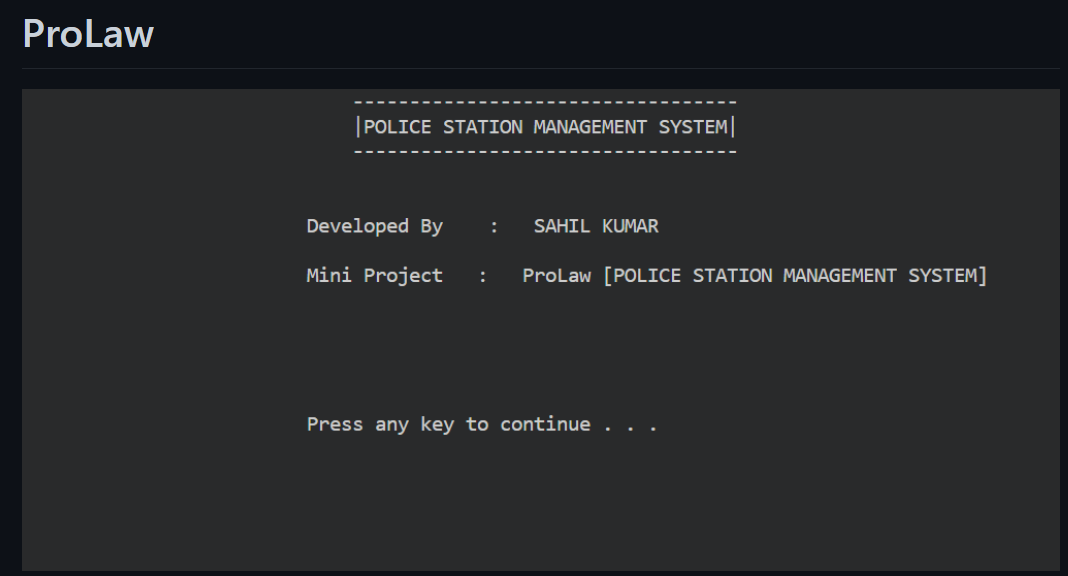 ProLaw
----------------------------------
|POLICE STATION MANAGEMENT SYSTEM|
----------------------------------
Developed By    :   SAHIL KUMAR
Mini Project   :   ProLaw [POLICE STATION MANAGEMENT SYSTEM]
Press any key to continue . . .